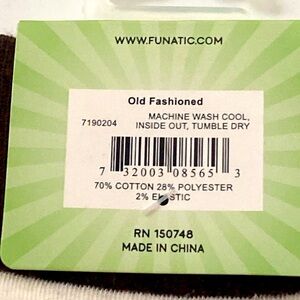 WWW.FUNATIC.COM
Old Fashioned
7190204
MACHINE WASH COOL,
INSIDE OUT, TUMBLE DRY
7 32003 08565 3
70% COTTON 28% POLYESTER
2% ELASTIC
RN 150748
MADE IN CHINA